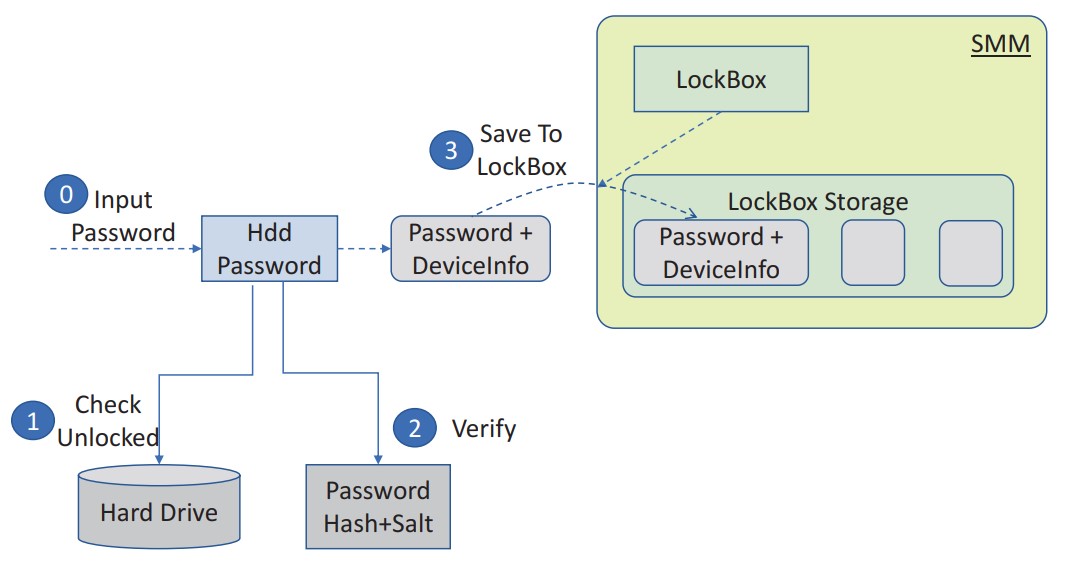 SMM
LockBox
3
Save To
LockBox
0
Input
Password
LockBox Storage
Hdd
Password
Password +
DeviceInfo
Password +
DeviceInfo
1
Check
Unlocked
2
Verify
Hard Drive
Password
Hash+Salt